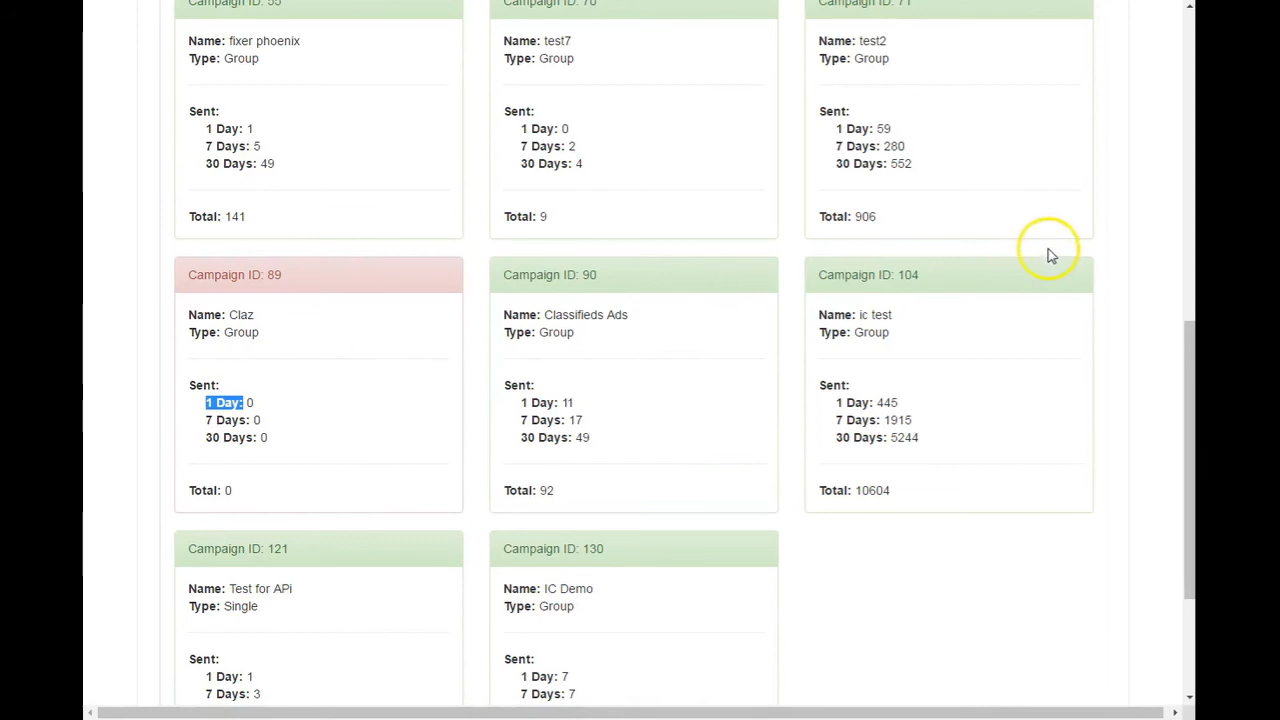 Campaign ID: 55
Name: fixer phoenix
Type: Group
Sent:
1 Day: 1
7 Days: 5
30 Days: 49
Total: 141
Campaign ID: 70
Name: test7
Type: Group
Sent:
1 Day: 0
7 Days: 2
30 Days: 4
Total: 9
Campaign ID: 71
Name: test2
Type: Group
Sent:
1 Day: 59
7 Days: 280
30 Days: 552
Total: 906
Campaign ID: 89
Name: Claz
Type: Group
Sent:
1 Day: 0
7 Days: 0
30 Days: 0
Total: 0
Campaign ID: 90
Name: Classifieds Ads
Type: Group
Sent:
1 Day: 11
7 Days: 17
30 Days: 49
Total: 92
Campaign ID: 104
Name: ic test
Type: Group
Sent:
1 Day: 445
7 Days: 1915
30 Days: 5244
Total: 10604
Campaign ID: 121
Name: Test for APi
Type: Single
Sent:
1 Day: 1
7 Days: 3
Campaign ID: 130
Name: IC Demo
Type: Group
Sent:
1 Day: 7
7 Days: 7